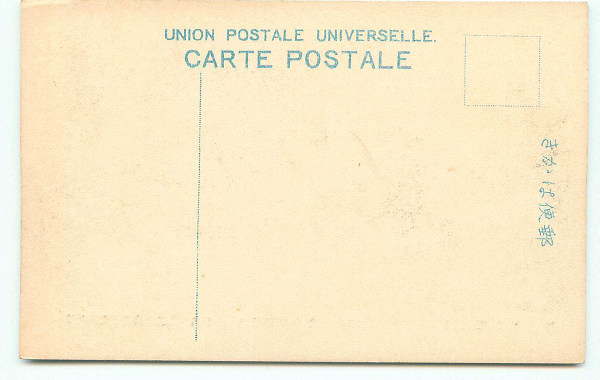 UNION POSTALE UNIVERSELLE.
CARTE POSTALE
郵便はかき